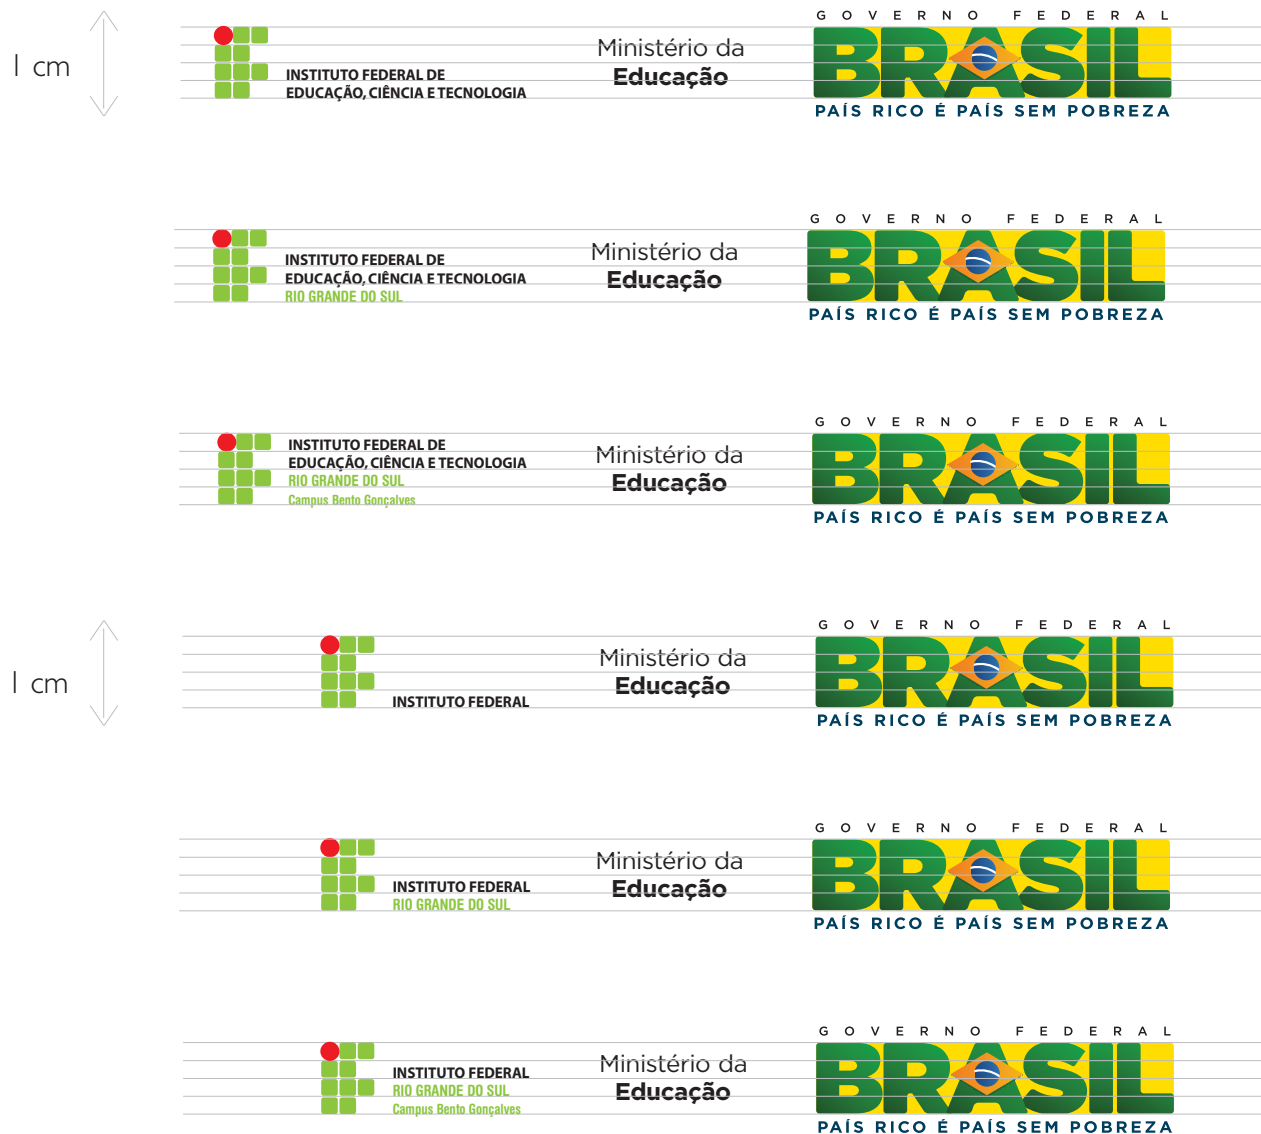 1 cm
INSTITUTO FEDERAL DE
EDUCAÇÃO, CIÊNCIA E TECNOLOGIA
Ministério da
Educação
GOVERNO FEDERAL
BRASIL
PAÍS RICO É PAÍS SEM POBREZA
INSTITUTO FEDERAL DE
EDUCAÇÃO, CIÊNCIA E TECNOLOGIA
RIO GRANDE DO SUL
Ministério da
Educação
GOVERNO FEDERAL
BRASIL
PAÍS RICO É PAÍS SEM POBREZA
INSTITUTO FEDERAL DE
EDUCAÇÃO, CIÊNCIA E TECNOLOGIA
RIO GRANDE DO SUL
Campus Bento Gonçalves
Ministério da
Educação
GOVERNO FEDERAL
BRASIL
PAÍS RICO É PAÍS SEM POBREZA
1 cm
INSTITUTO FEDERAL
Ministério da
Educação
GOVERNO FEDERAL
BRASIL
PAÍS RICO É PAÍS SEM POBREZA
INSTITUTO FEDERAL
RIO GRANDE DO SUL
Ministério da
Educação
GOVERNO FEDERAL
BRASIL
PAÍS RICO É PAÍS SEM POBREZA
INSTITUTO FEDERAL
RIO GRANDE DO SUL
Campus Bento Gonçalves
Ministério da
Educação
GOVERNO FEDERAL
BRASIL
PAÍS RICO É PAÍS SEM POBREZA